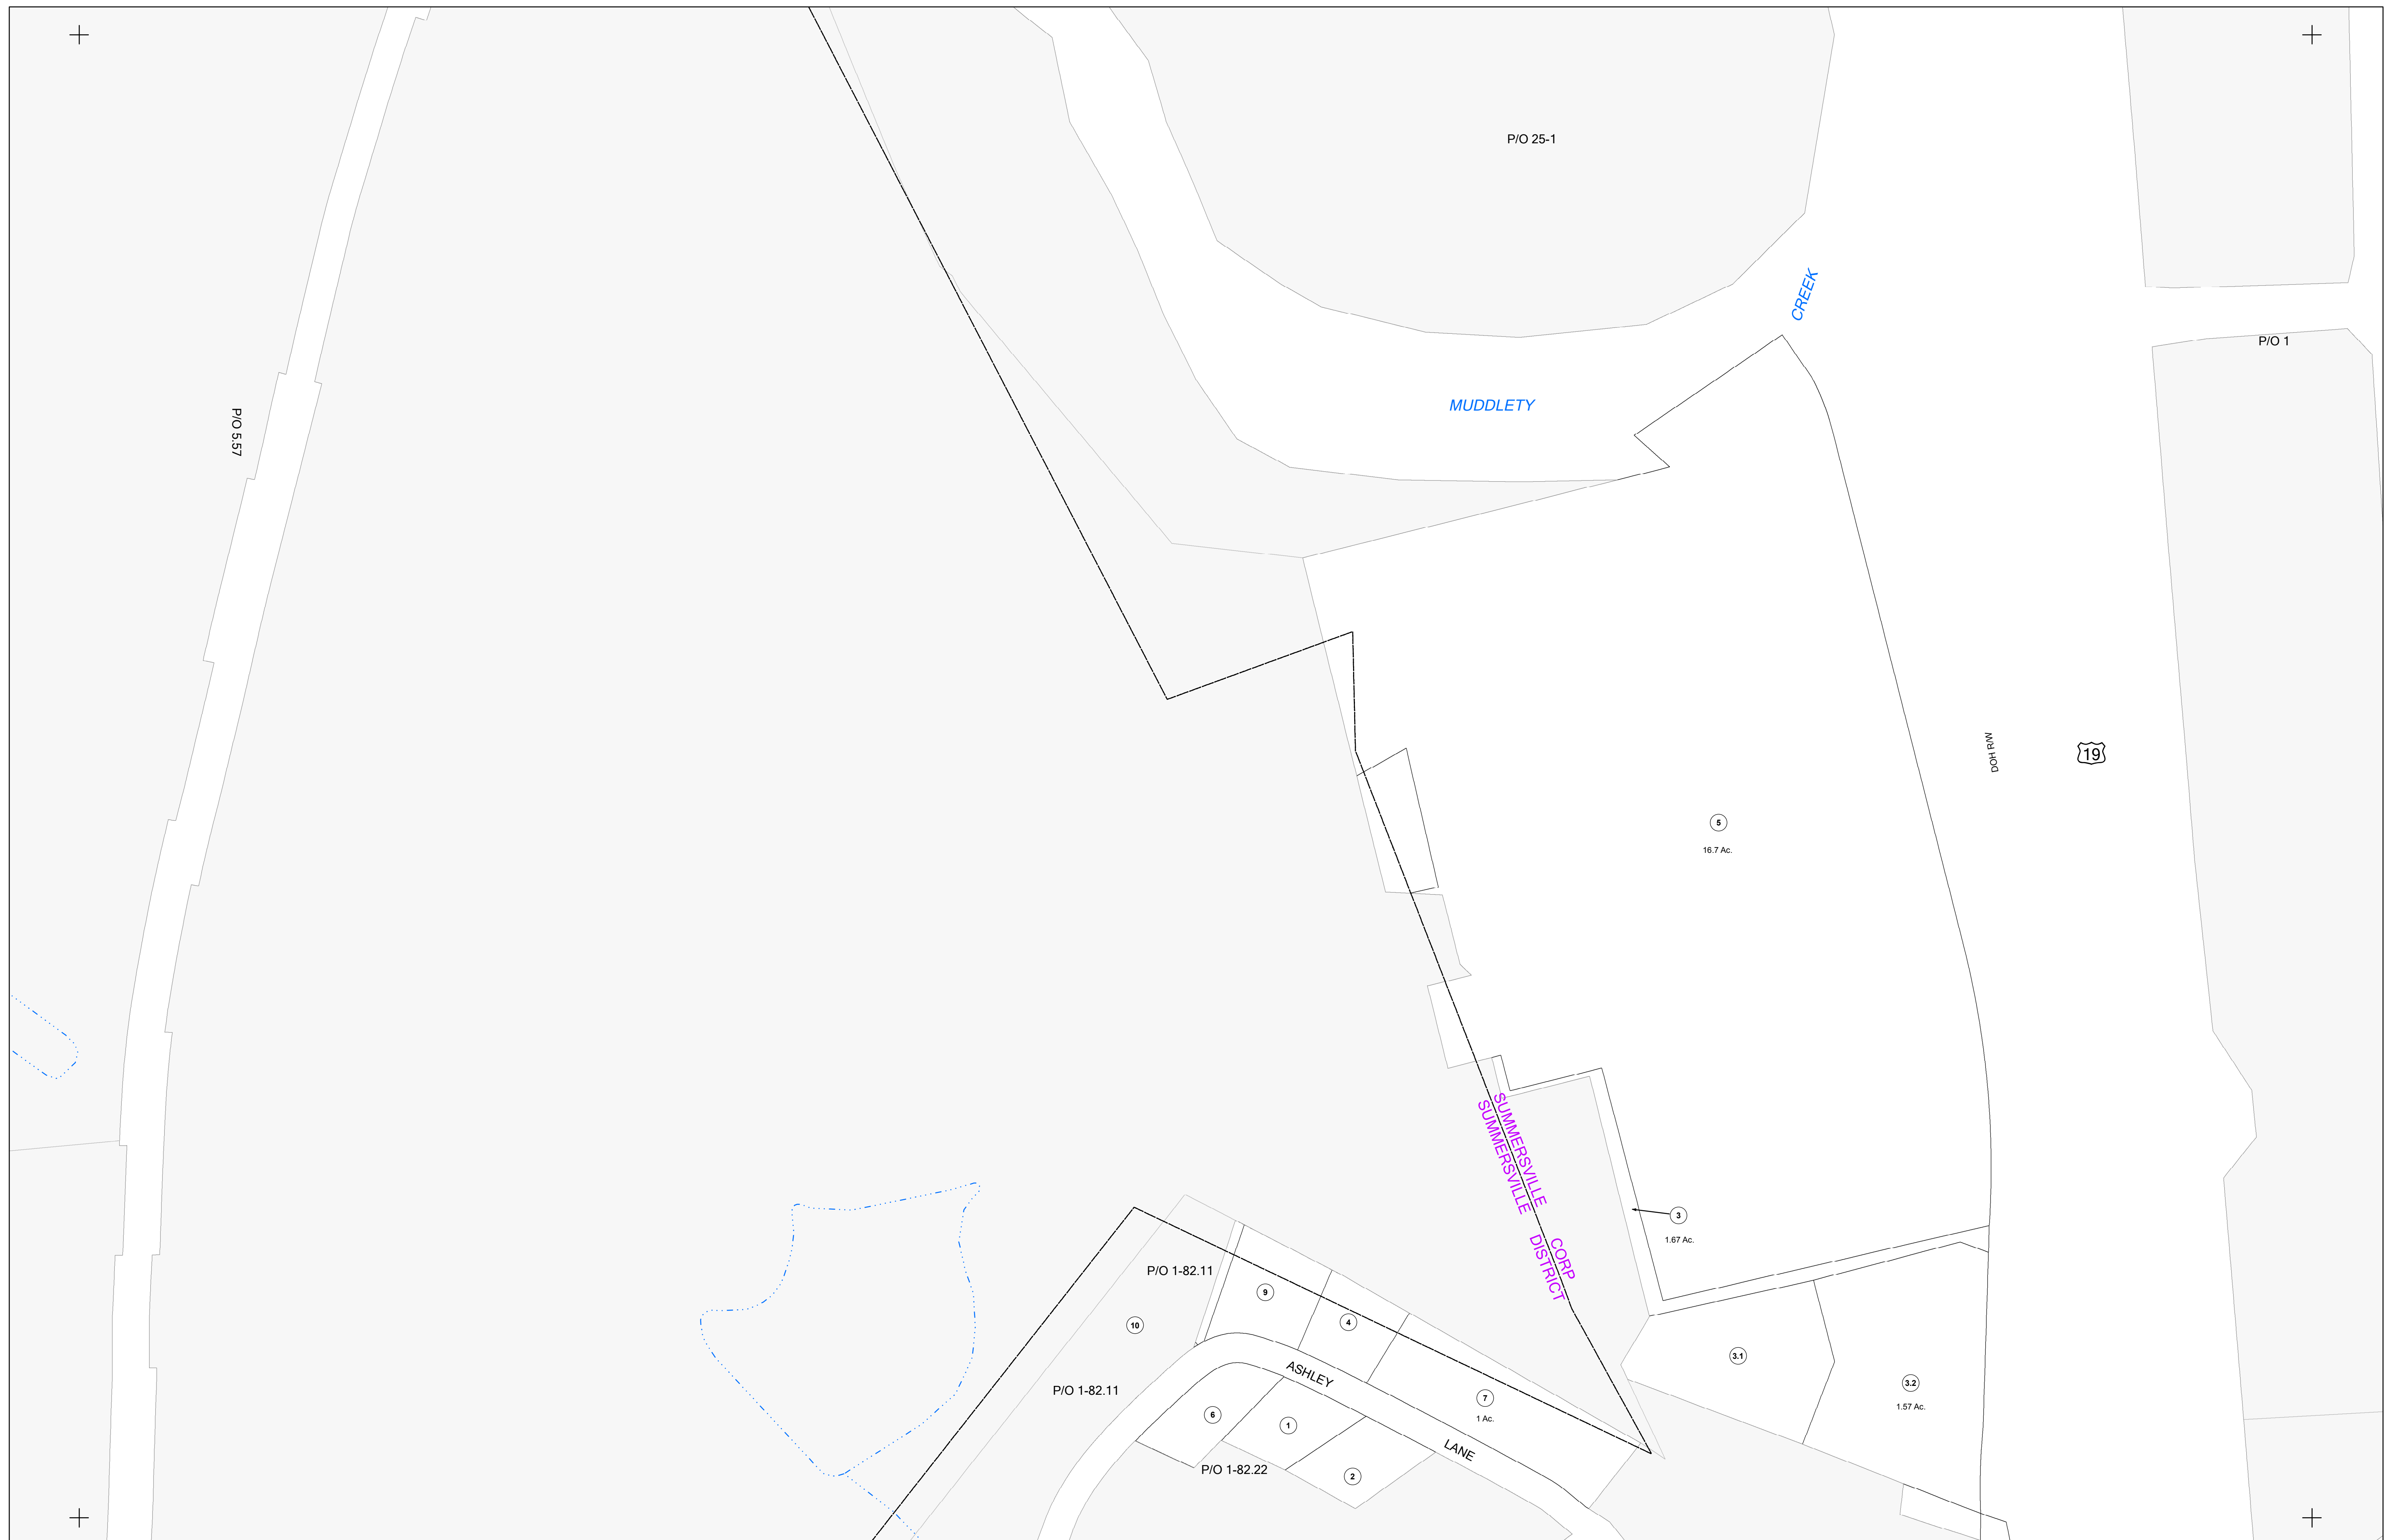 P/O 25-1
CREEK
P/O 1
MUDDLETY
P/O 5.57
DOH R/W
19
5
16.7 Ac.
SUMMERSVILLE CORP
SUMMERSVILLE DISTRICT
3
1.67 Ac.
P/O 1-82.11
9
4
10
3.1
ASHLEY
3.2
P/O 1-82.11
7
1.57 Ac.
6
1 Ac.
1
LANE
P/O 1-82.22
2